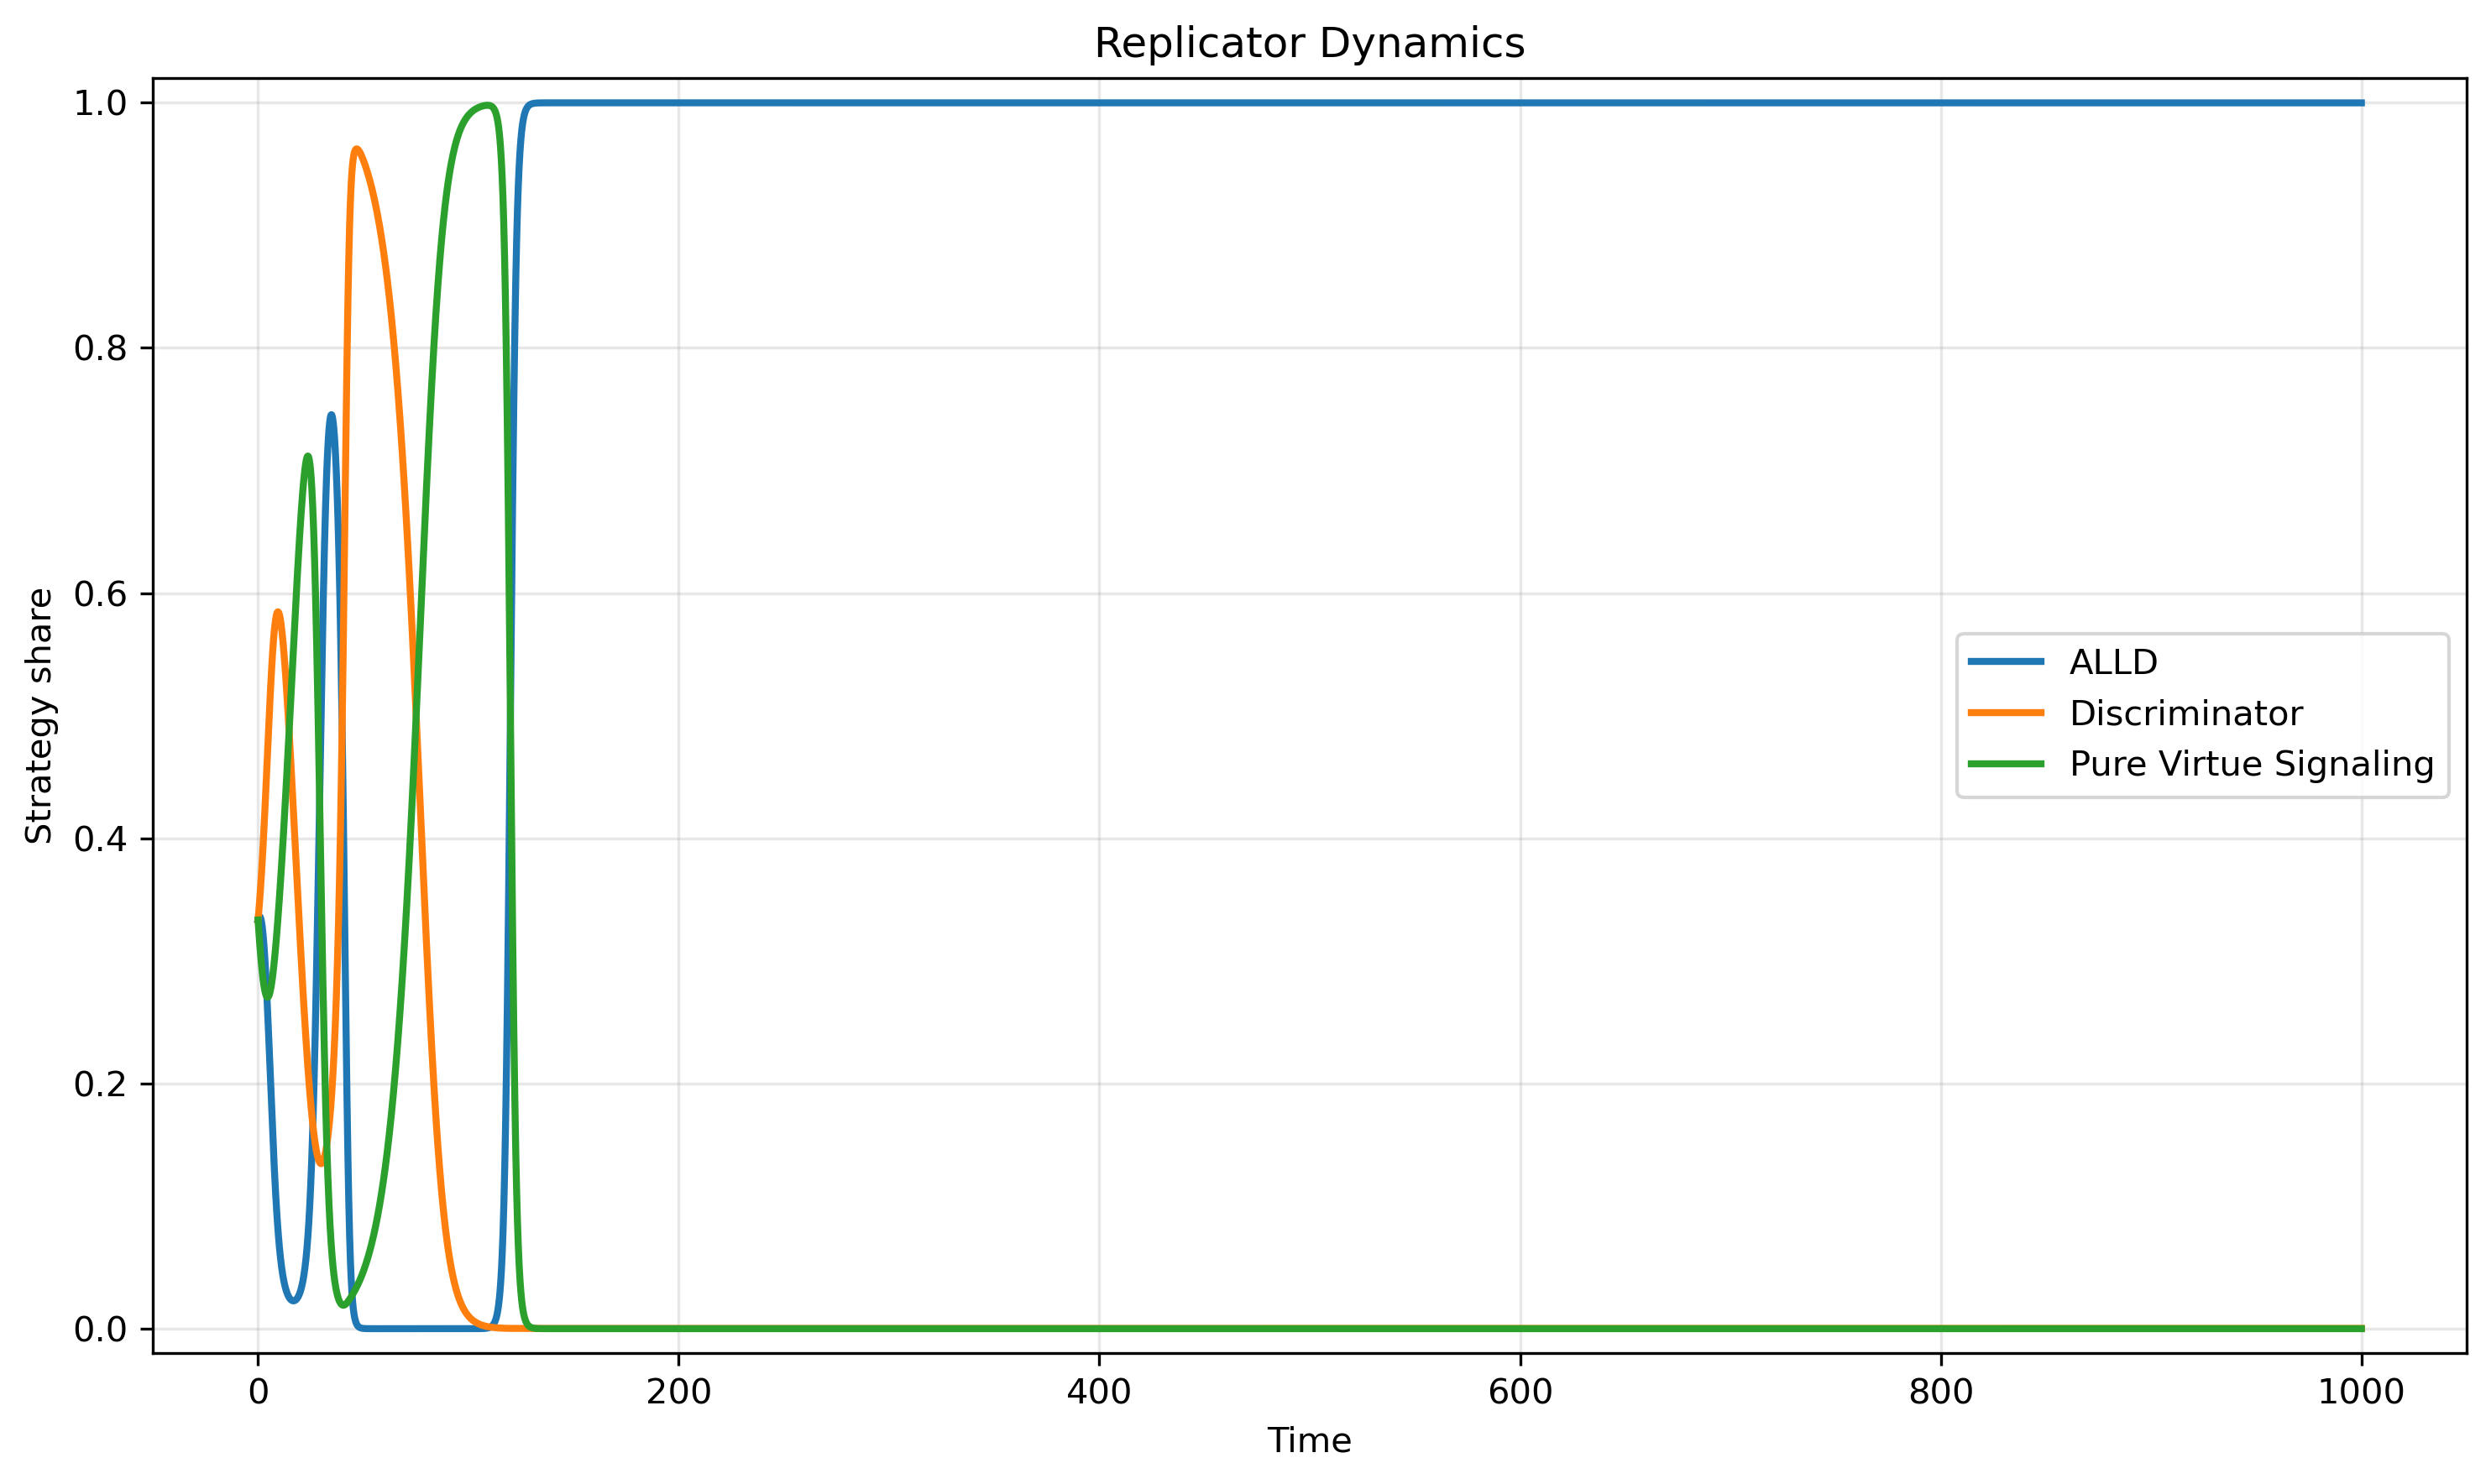 Replicator Dynamics
1.0
0.8
0.6
0.4
0.2
0.0
Strategy share
ALLD
Discriminator
Pure Virtue Signaling
0 200 400 600 800 1000
Time